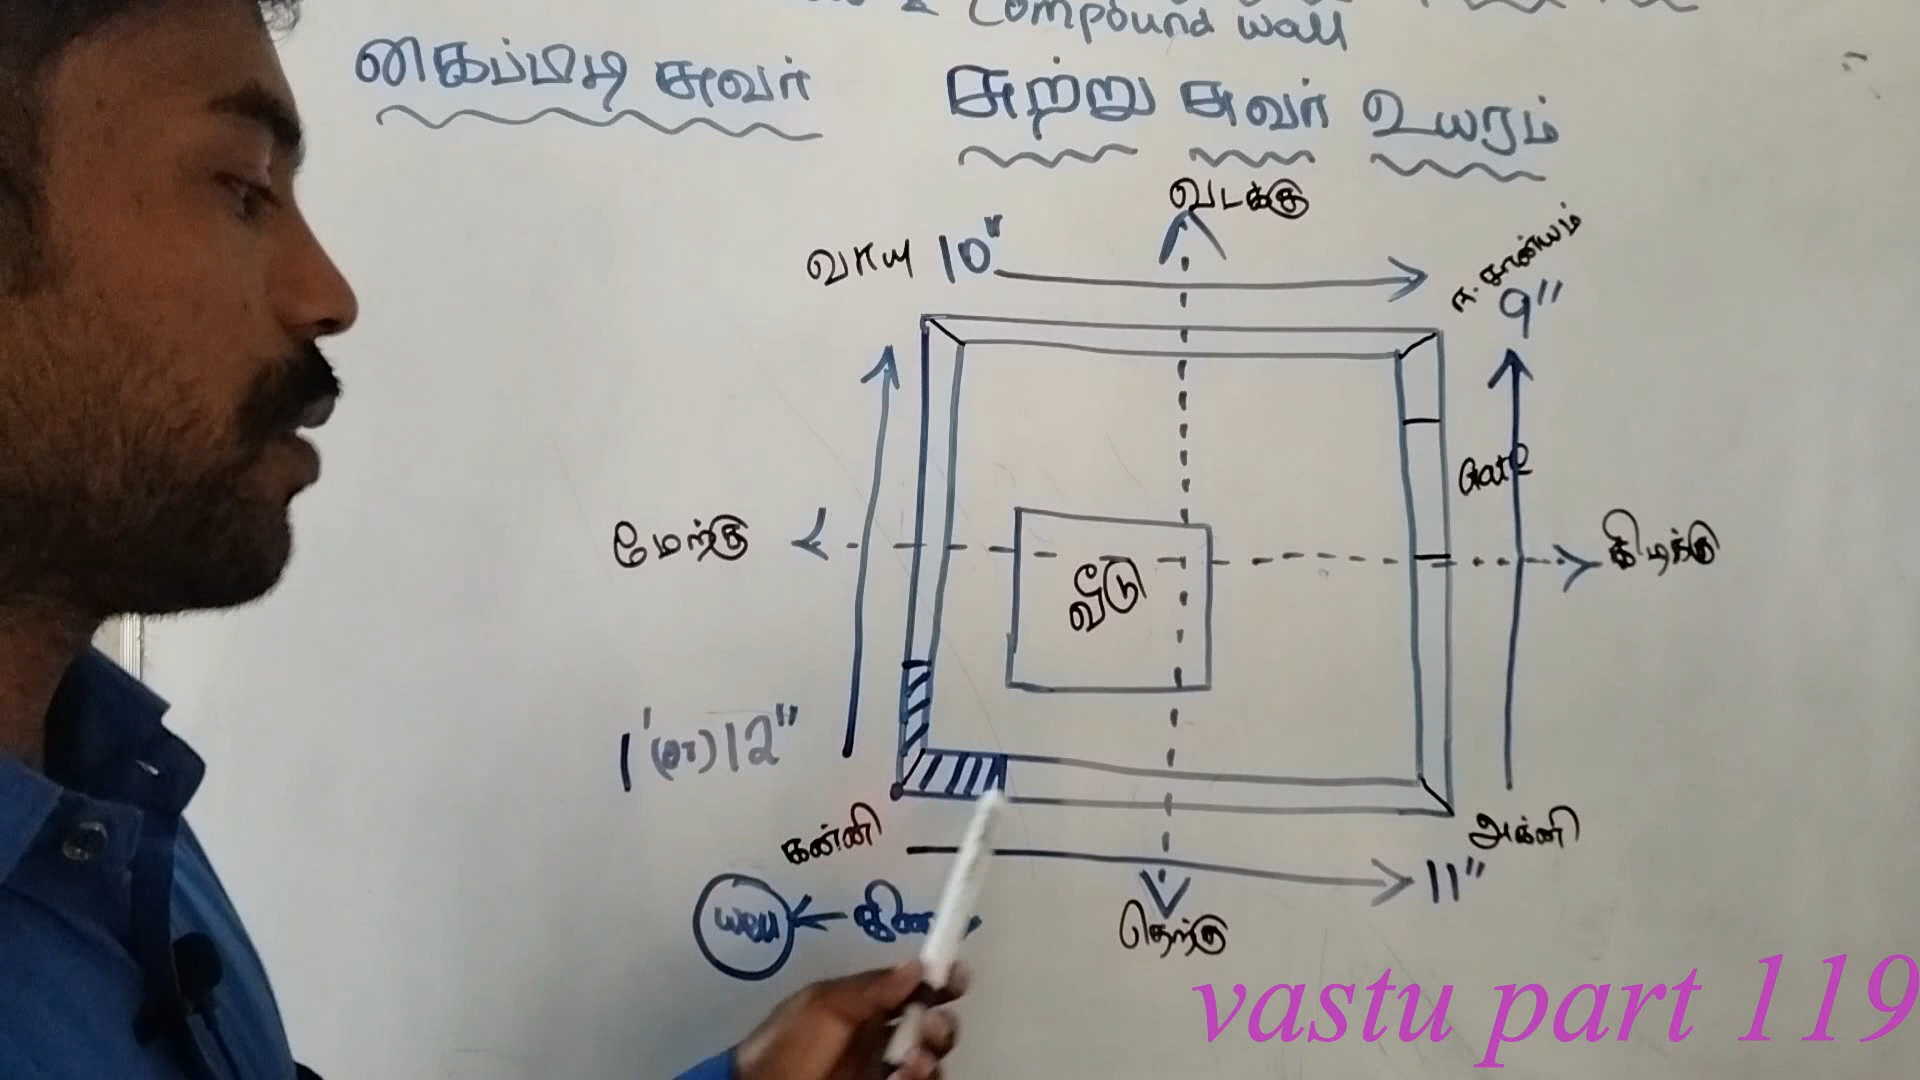 & Compound wall
கைப்பிடி சுவர் சுற்று சுவர் உயரம்
வடக்கு
வாயு 10"
ஈசான்யம்
9"
Gate
மேற்கு
கிழக்கு
வீடு
1' (or) 12"
கன்னி
அக்னி
11"
தெற்கு
vastu part 119